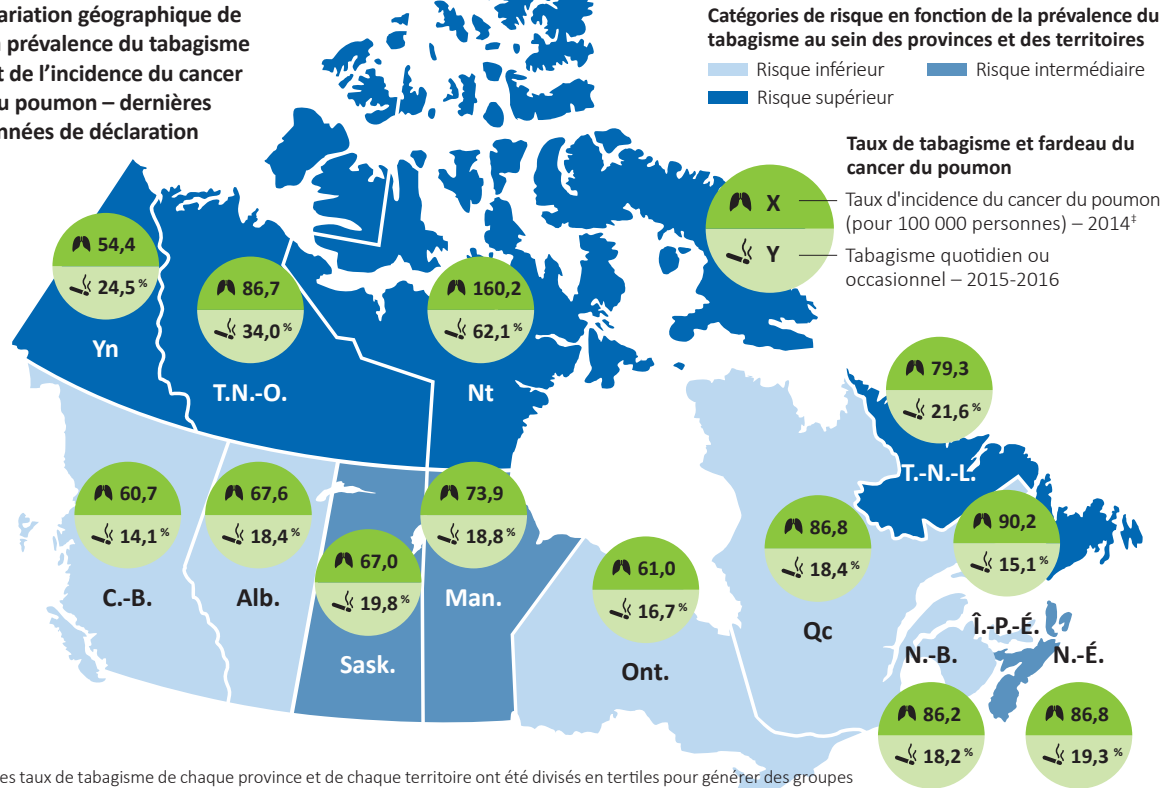 ariation géographique de
prévalence du tabagisme
de l'incidence du cancer
u poumon – dernières
nnées de déclaration
Catégories de risque en fonction de la prévalence du
tabagisme au sein des provinces et des territoires
Risque inférieur
Risque intermédiaire
Risque supérieur
Taux de tabagisme et fardeau du
cancer du poumon
X
Taux d'incidence du cancer du poumon
(pour 100 000 personnes) – 2014‡
Y
Tabagisme quotidien ou
occasionnel – 2015-2016
54,4
24,5 %
Yn
86,7
34,0 %
T.N.-O.
160,2
62,1 %
Nt
79,3
21,6 %
T.-N.-L.
60,7
14,1 %
C.-B.
67,6
18,4 %
Alb.
67,0
19,8 %
Sask.
73,9
18,8 %
Man.
61,0
16,7 %
Ont.
86,8
18,4 %
Qc
90,2
15,1 %
Î.-P.-É.
N.-B.
86,2
18,2 %
N.-É.
86,8
19,3 %
es taux de tabagisme de chaque province et de chaque territoire ont été divisés en tertiles pour générer des groupes